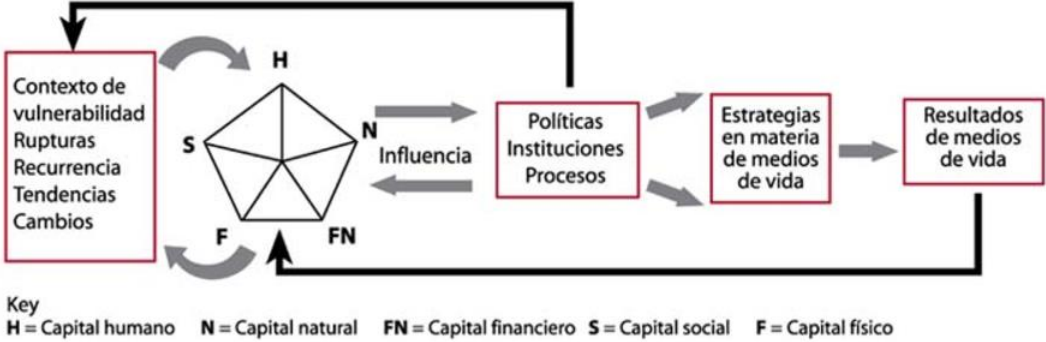 Contexto de
vulnerabilidad
Rupturas
Recurrencia
Tendencias
Cambios
H
S
N
F
FN
Influencia
Políticas
Instituciones
Procesos
Estrategias
en materia
de medios
de vida
Resultados
de medios
de vida
Key
H = Capital humano N = Capital natural FN = Capital financiero S = Capital social F = Capital físico